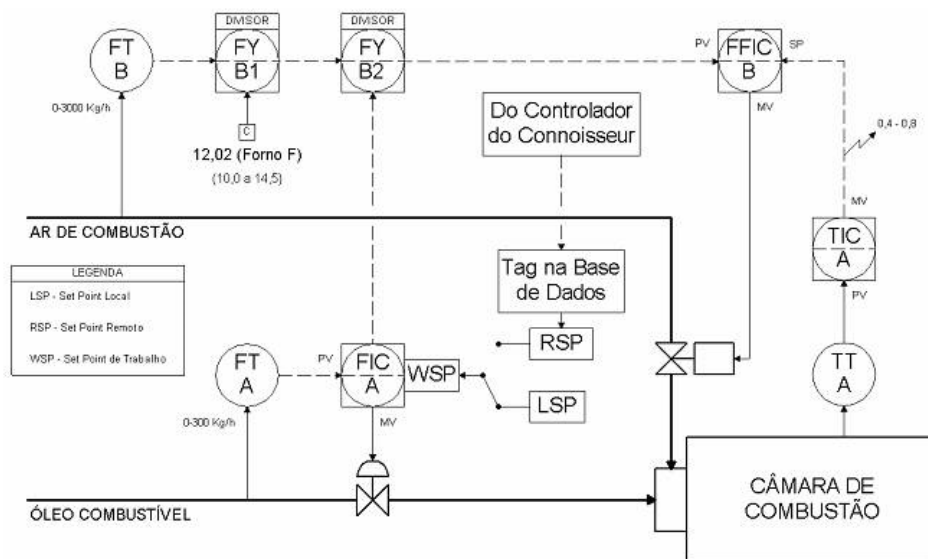 DIVISOR
DIVISOR
FT
B
FY
B1
FY
B2
PV
FFIC
B
SP
0-3000 Kg/h
C
12,02 (Forno F)
(10,0 a 14,5)
Do Controlador
do Connoisseur
MV
0,4 - 0,8
MV
AR DE COMBUSTÃO
TIC
A
LEGENDA
LSP - Set Point Local
RSP - Set Point Remoto
WSP - Set Point de Trabalho
Tag na Base
de Dados
PV
RSP
FT
A
PV
FIC
A
WSP
LSP
TT
A
0-300 Kg/h
MV
ÓLEO COMBUSTÍVEL
CÂMARA DE
COMBUSTÃO